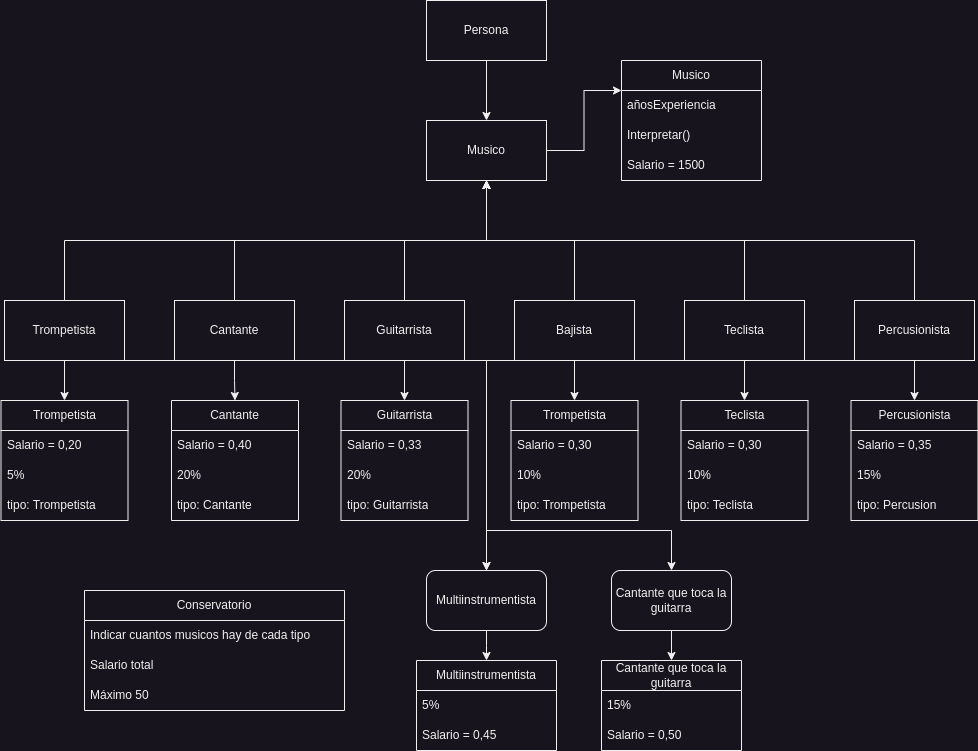 Persona
Musico
añosExperiencia
Interpretar()
Salario = 1500
Musico
Trompetista
Cantante
Guitarrista
Bajista
Teclista
Percusionista
Trompetista
Salario = 0,20
5%
tipo: Trompetista
Cantante
Salario = 0,40
20%
tipo: Cantante
Guitarrista
Salario = 0,33
20%
tipo: Guitarrista
Trompetista
Salario = 0,30
10%
tipo: Trompetista
Teclista
Salario = 0,30
10%
tipo: Teclista
Percusionista
Salario = 0,35
15%
tipo: Percusion
Conservatorio
Indicar cuantos musicos hay de cada tipo
Salario total
Máximo 50
Multiinstrumentista
Cantante que toca la
guitarra
Multiinstrumentista
5%
Salario = 0,45
Cantante que toca la
guitarra
15%
Salario = 0,50